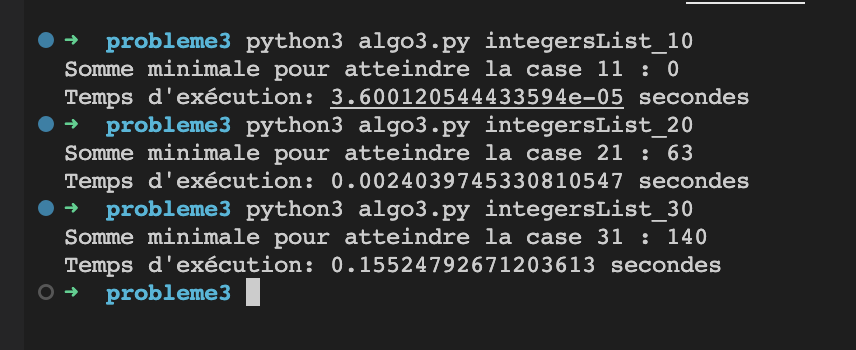 ➜ probleme3 python3 algo3.py integersList_10
Somme minimale pour atteindre la case 11 : 0
Temps d'exécution: 3.600120544433594e-05 secondes
➜ probleme3 python3 algo3.py integersList_20
Somme minimale pour atteindre la case 21 : 63
Temps d'exécution: 0.0024039745330810547 secondes
➜ probleme3 python3 algo3.py integersList_30
Somme minimale pour atteindre la case 31 : 140
Temps d'exécution: 0.15524792671203613 secondes
➜ probleme3